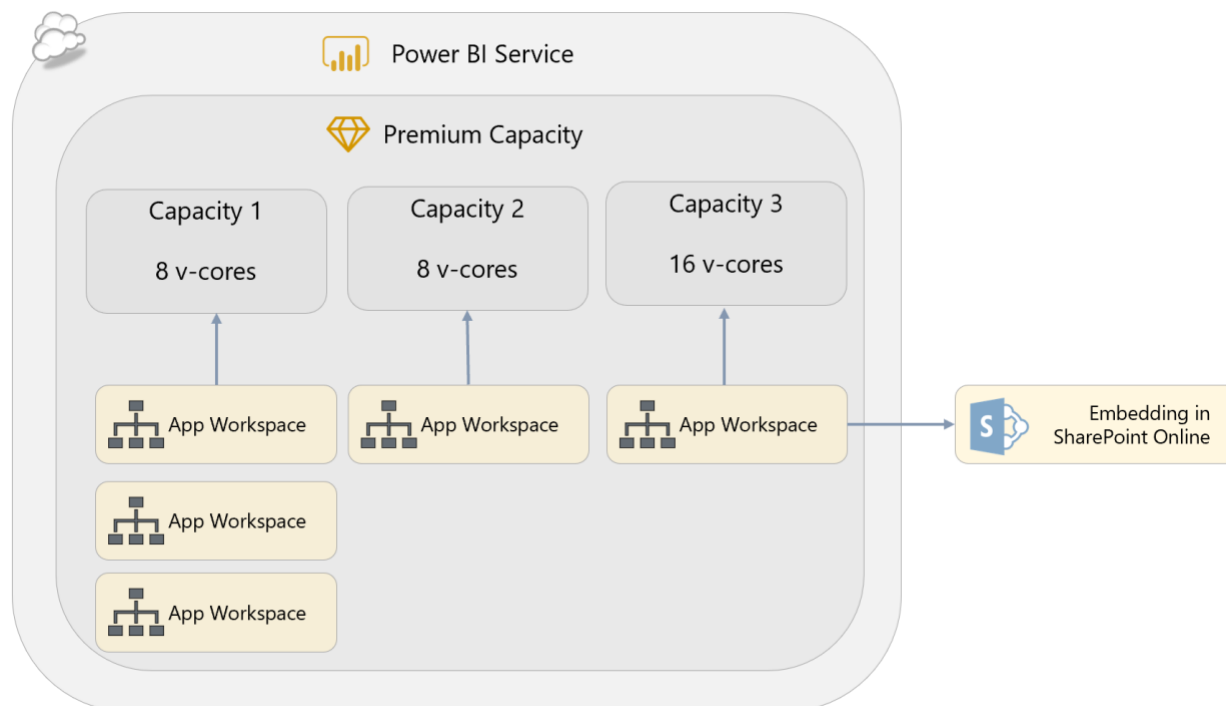 Power BI Service
Premium Capacity
Capacity 1
8 v-cores
Capacity 2
8 v-cores
Capacity 3
16 v-cores
App Workspace
App Workspace
App Workspace
S
Embedding in
SharePoint Online
App Workspace
App Workspace